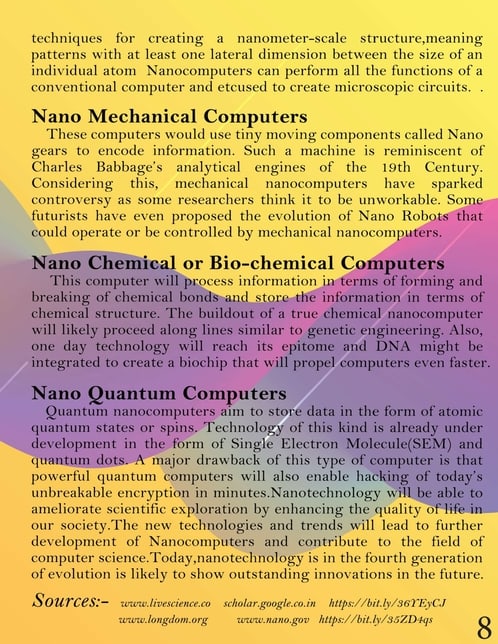 techniques for creating a nanometer-scale structure,meaning
patterns with at least one lateral dimension between the size of an
individual atom  Nanocomputers can perform all the functions of a
conventional computer and etcused to create microscopic circuits. .
Nano Mechanical Computers
These computers would use tiny moving components called Nano
gears to encode information. Such a machine is reminiscent of
Charles Babbage's analytical engines of the 19th Century.
Considering this, mechanical nanocomputers have sparked
controversy as some researchers think it to be unworkable. Some
futurists have even proposed the evolution of Nano Robots that
could operate or be controlled by mechanical nanocomputers.
Nano Chemical or Bio-chemical Computers
This computer will process information in terms of forming and
breaking of chemical bonds and store the information in terms of
chemical structure. The buildout of a true chemical nanocomputer
will likely proceed along lines similar to genetic engineering. Also,
one day technology will reach its epitome and DNA might be
integrated to create a biochip that will propel computers even faster.
Nano Quantum Computers
Quantum nanocomputers aim to store data in the form of atomic
quantum states or spins. Technology of this kind is already under
development in the form of Single Electron Molecule(SEM) and
quantum dots. A major drawback of this type of computer is that
powerful quantum computers will also enable hacking of today's
unbreakable encryption in minutes.Nanotechnology will be able to
ameliorate scientific exploration by enhancing the quality of life in
our society.The new technologies and trends will lead to further
development of Nanocomputers and contribute to the field of
computer science.Today,nanotechnology is in the fourth generation
of evolution is likely to show outstanding innovations in the future.
Sources:- www.livescience.co scholar.google.co.in https://bit.ly/36YEyCJ
www.longdom.org www.nano.gov https://bit.ly/35ZD4qs
8